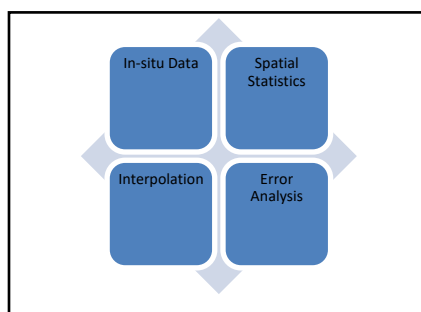 In-situ Data
Spatial
Statistics
Interpolation
Error
Analysis